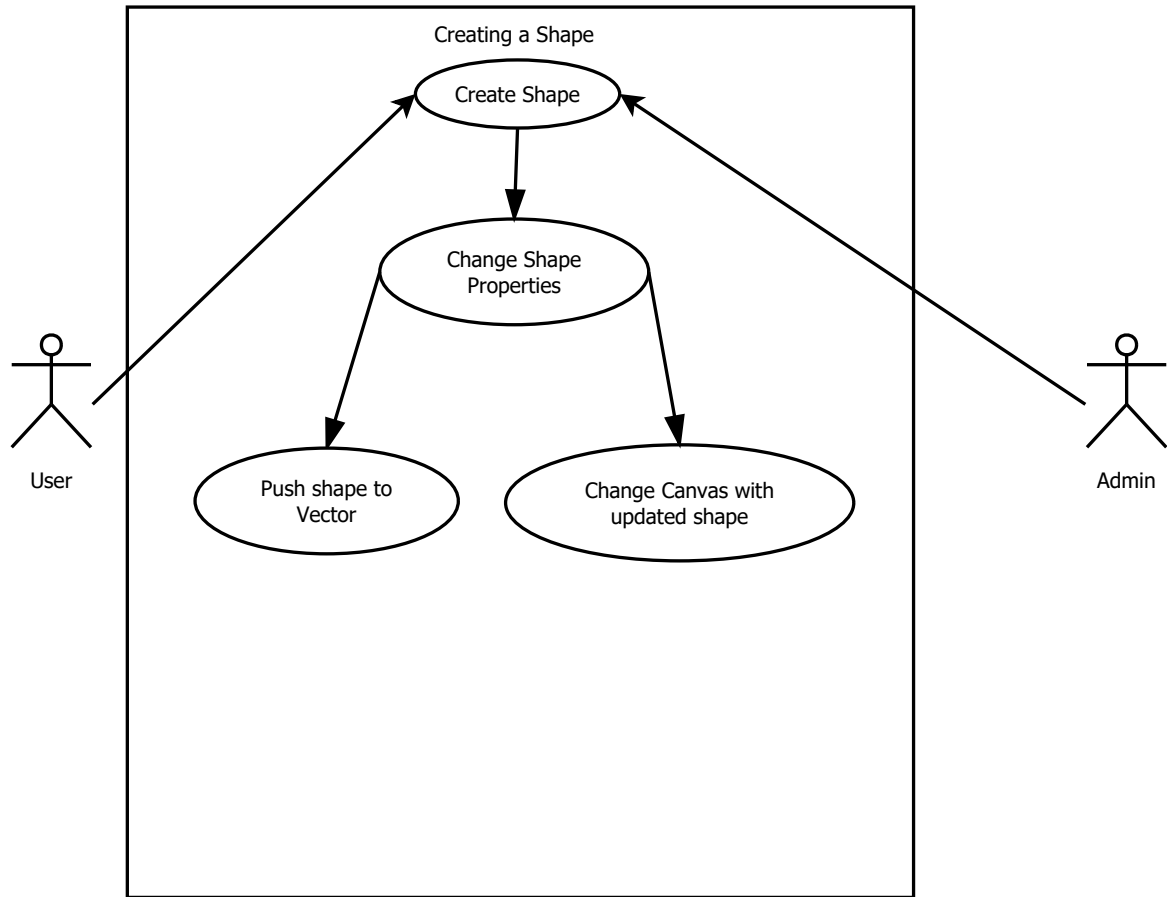 Creating a Shape
Create Shape
Change Shape
Properties
User
Admin
Push shape to
Vector
Change Canvas with
updated shape